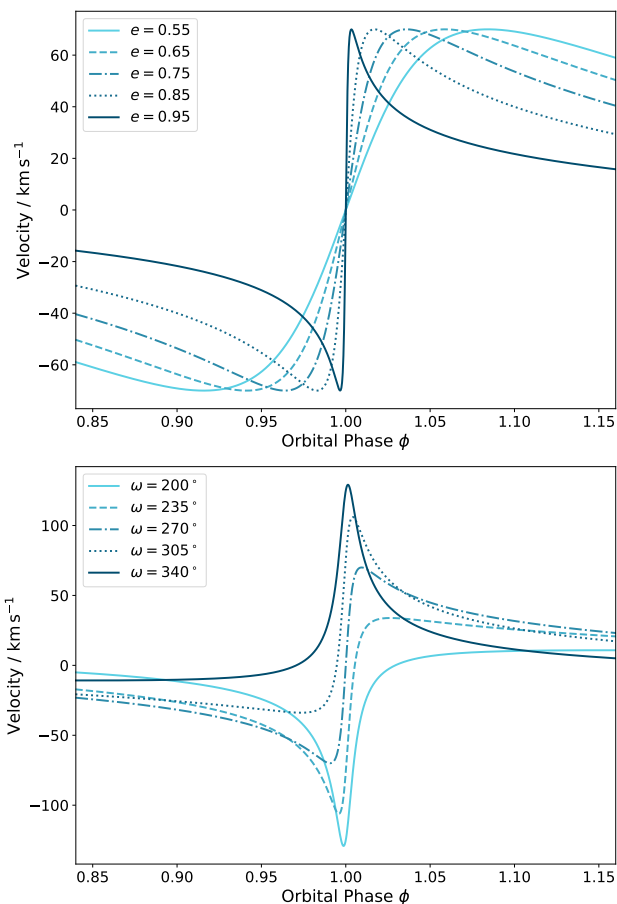 60
40
20
0
−20
−40
−60
Velocity / km s⁻¹
e = 0.55
e = 0.65
e = 0.75
e = 0.85
e = 0.95
0.85 0.90 0.95 1.00 1.05 1.10 1.15
Orbital Phase ϕ
100
50
0
−50
−100
Velocity / km s⁻¹
ω = 200°
ω = 235°
ω = 270°
ω = 305°
ω = 340°
0.85 0.90 0.95 1.00 1.05 1.10 1.15
Orbital Phase ϕ